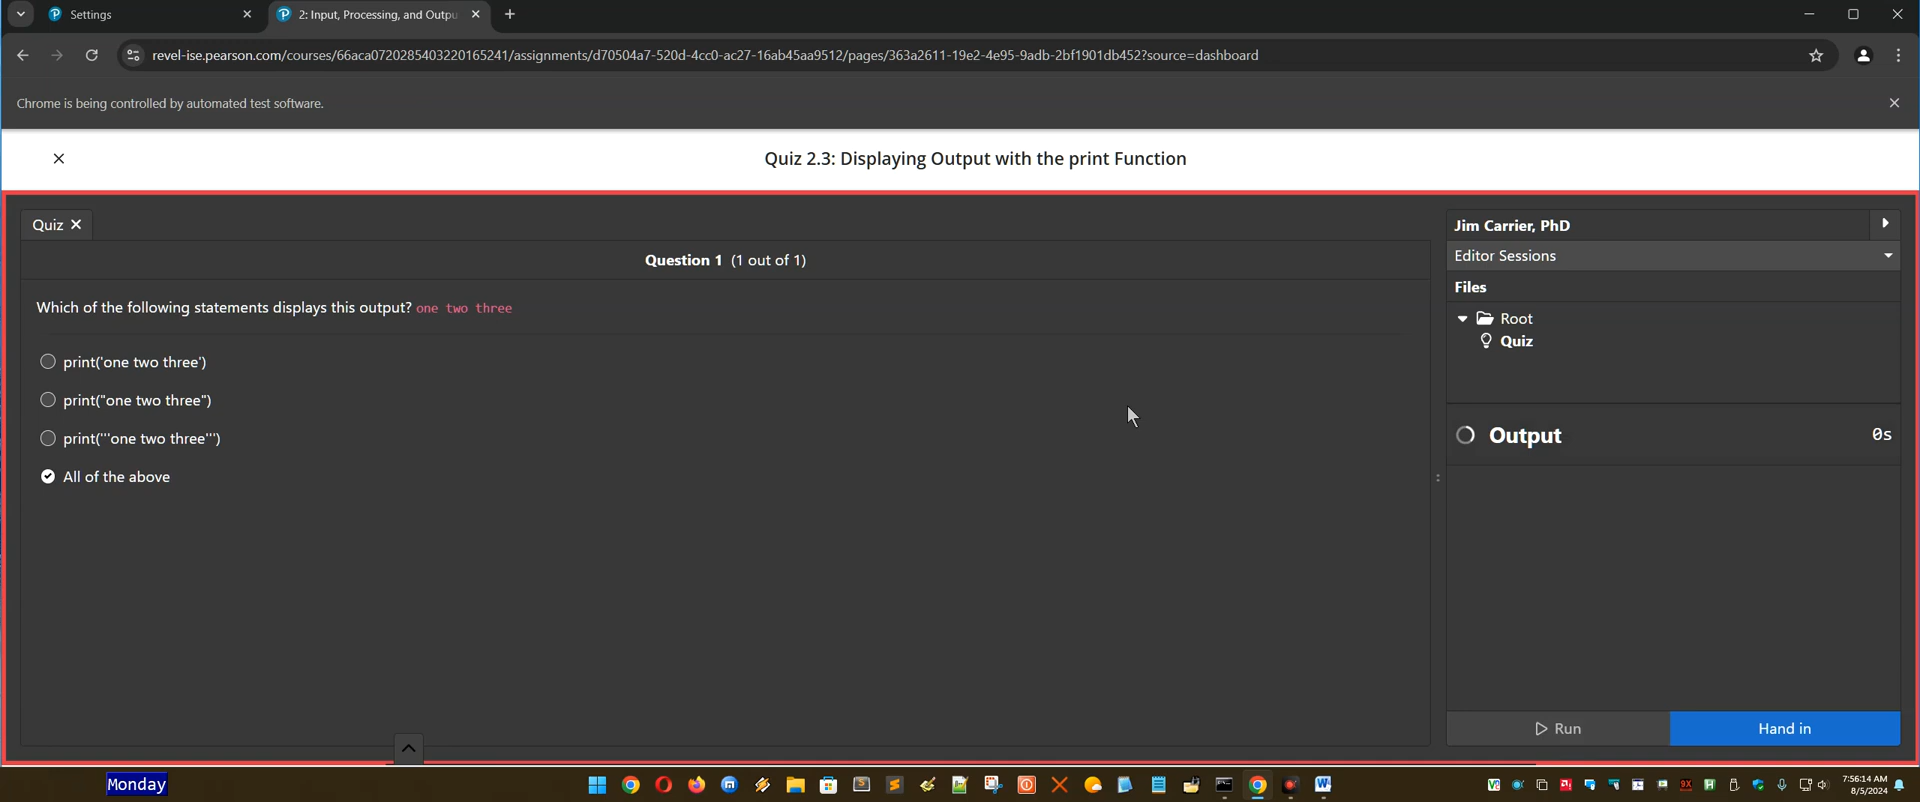 Settings
2: Input, Processing, and Outpu
revel-ise.pearson.com/courses/66aca0720285403220165241/assignments/d70504a7-520d-4cc0-ac27-16ab45aa9512/pages/363a2611-19e2-4e95-9adb-2bf1901db452?source=dashboard
Chrome is being controlled by automated test software.
Quiz 2.3: Displaying Output with the print Function
Quiz
Jim Carrier, PhD
Question 1 (1 out of 1)
Editor Sessions
Files
Which of the following statements displays this output? one two three
Root
Quiz
print('one two three')
print("one two three")
print('''one two three''')
Output 0s
All of the above
Run
Hand in
Monday
7:56:14 AM
8/5/2024